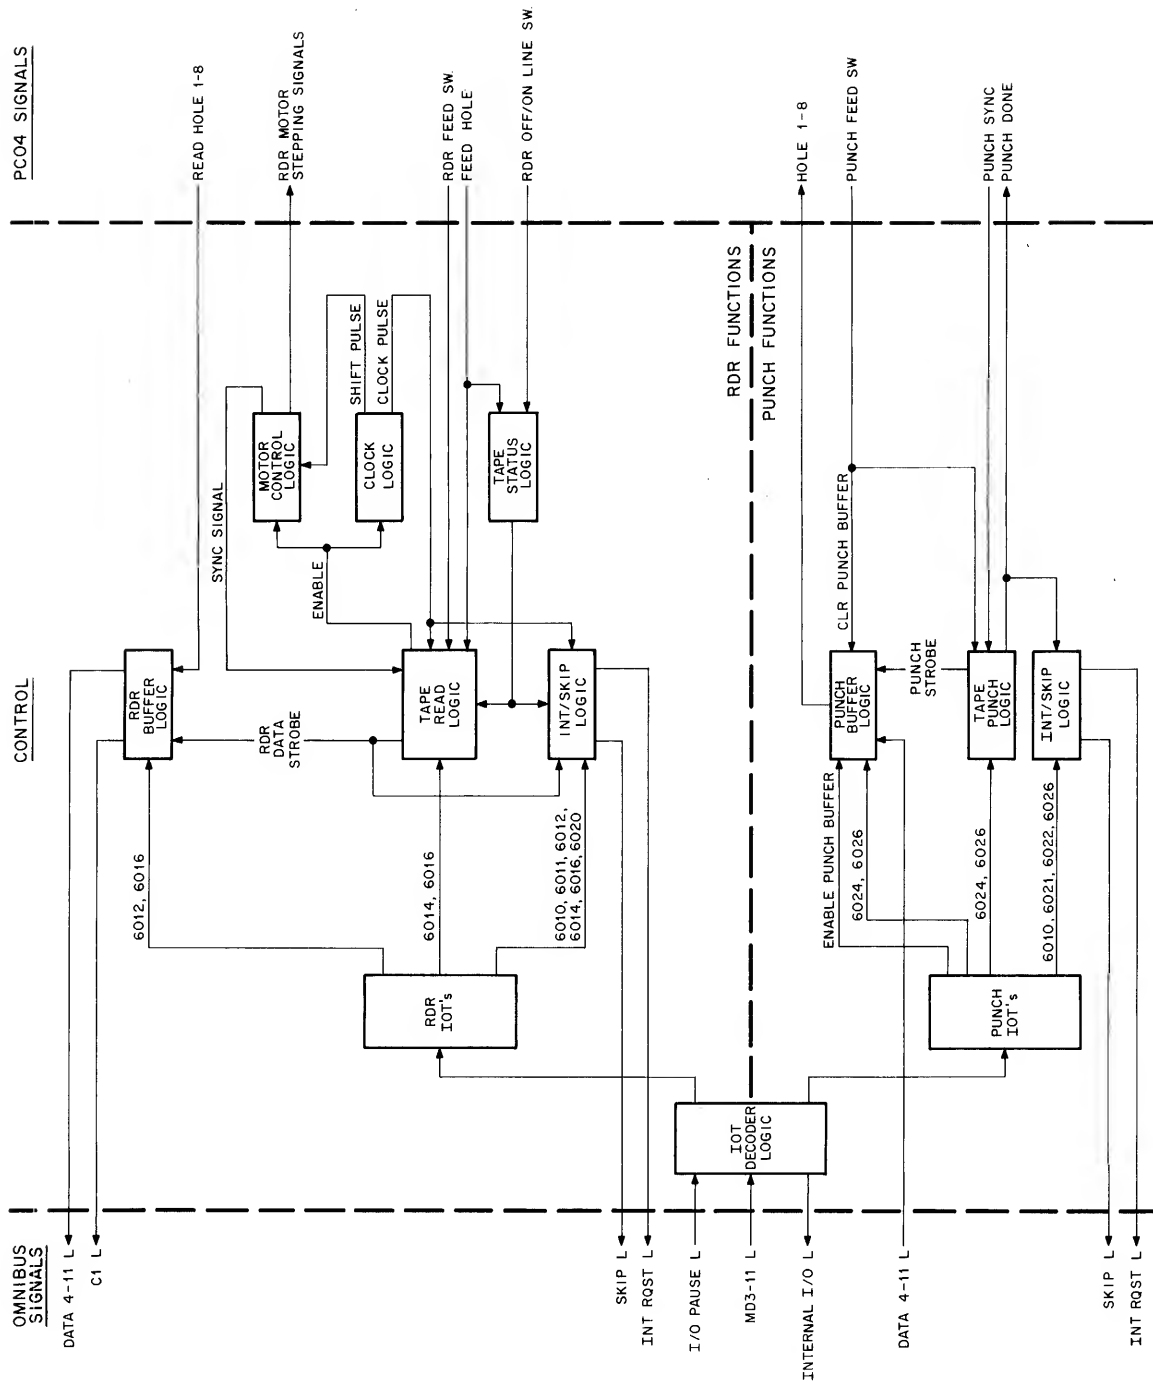 OMNIBUS
SIGNALS
CONTROL
PC04 SIGNALS
DATA 4-11 L
C1 L
READ HOLE 1-8
RDR
BUFFER
LOGIC
6012, 6016
SYNC SIGNAL
MOTOR
CONTROL
LOGIC
RDR MOTOR
STEPPING SIGNALS
RDR
DATA
STROBE
ENABLE
SHIFT PULSE
CLOCK PULSE
CLOCK
LOGIC
RDR
IOT's
6014, 6016
TAPE
READ
LOGIC
RDR FEED SW.
FEED HOLE
TAPE
STATUS
LOGIC
RDR OFF/ON LINE SW.
6010, 6011, 6012,
6014, 6016, 6020
INT/SKIP
LOGIC
SKIP L
INT RQST L
I/O PAUSE L
MD3-11 L
INTERNAL I/O L
IOT
DECODER
LOGIC
RDR FUNCTIONS
PUNCH FUNCTIONS
HOLE 1-8
ENABLE PUNCH BUFFER
6024, 6026
PUNCH
BUFFER
LOGIC
CLR PUNCH BUFFER
PUNCH FEED SW
DATA 4-11 L
PUNCH
STROBE
PUNCH
IOT's
6024, 6026
TAPE
PUNCH
LOGIC
PUNCH SYNC
PUNCH DONE
6010, 6021, 6022, 6026
INT/SKIP
LOGIC
SKIP L
INT RQST L